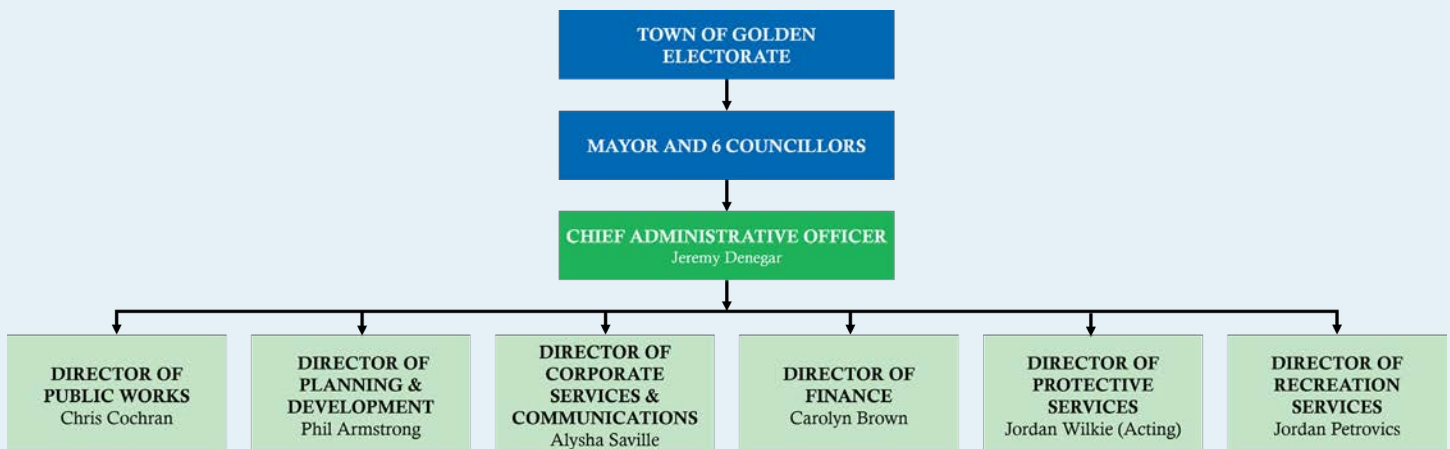 TOWN OF GOLDEN
ELECTORATE
MAYOR AND 6 COUNCILLORS
CHIEF ADMINISTRATIVE OFFICER
Jeremy Denegar
DIRECTOR OF
PUBLIC WORKS
Chris Cochran
DIRECTOR OF
PLANNING &
DEVELOPMENT
Phil Armstrong
DIRECTOR OF
CORPORATE
SERVICES &
COMMUNICATIONS
Alysha Saville
DIRECTOR OF
FINANCE
Carolyn Brown
DIRECTOR OF
PROTECTIVE
SERVICES
Jordan Wilkie (Acting)
DIRECTOR OF
RECREATION
SERVICES
Jordan Petrovics